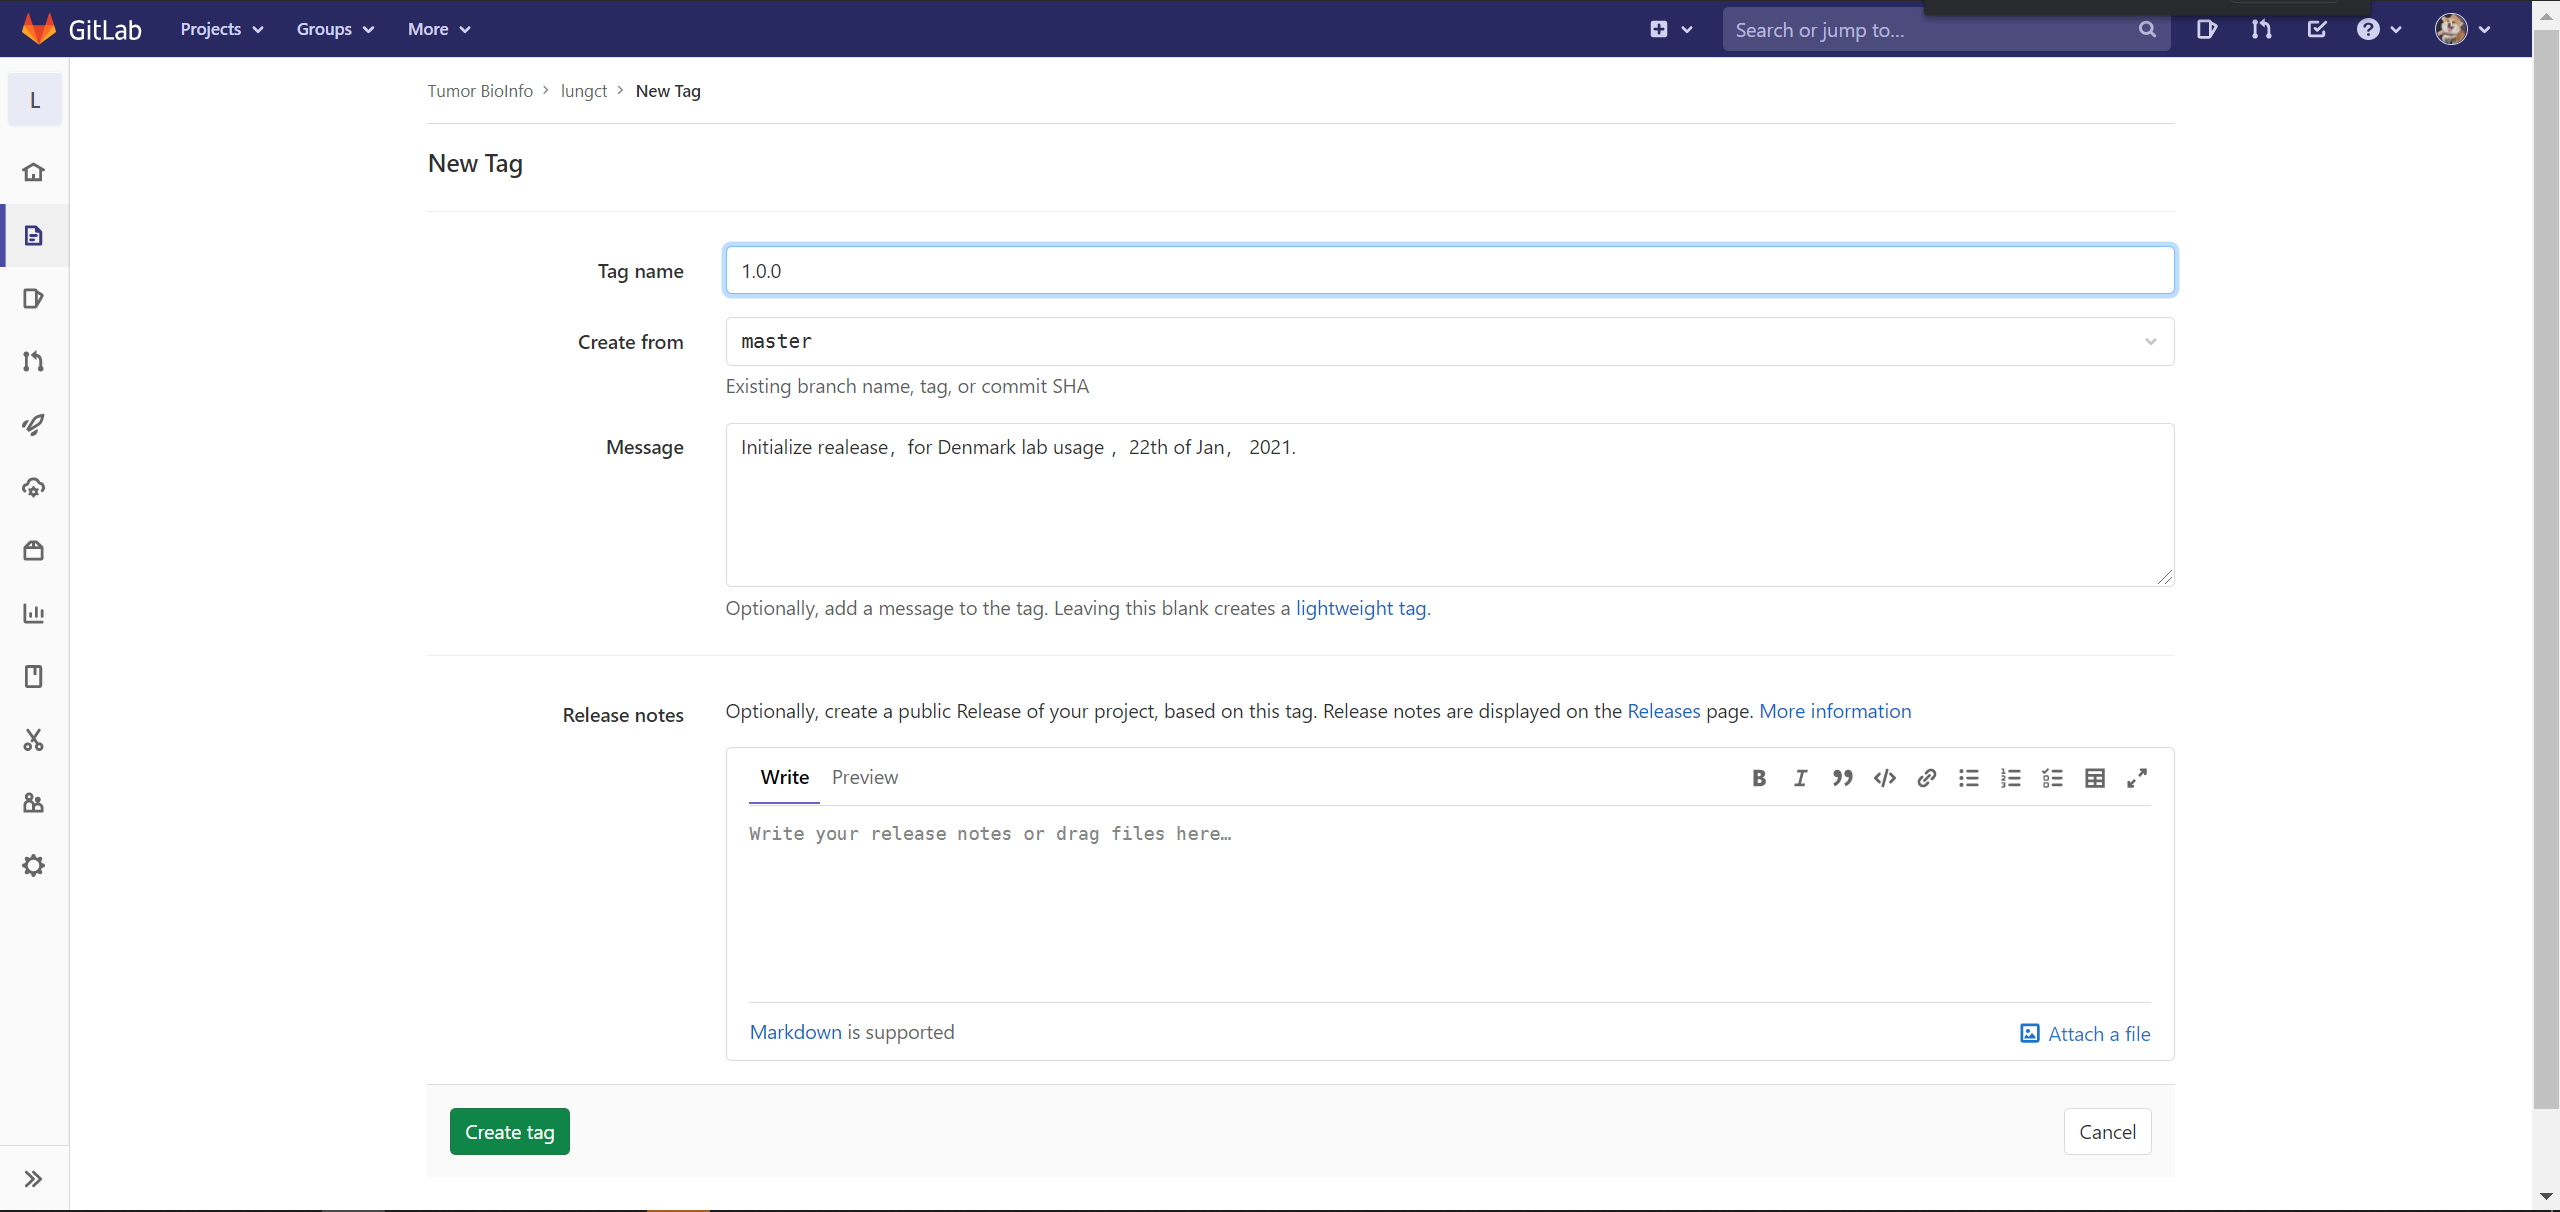 GitLab Projects Groups More Search or jump to...
L
Tumor BioInfo > lungct > New Tag
New Tag
Tag name 1.0.0
Create from master
Existing branch name, tag, or commit SHA
Message Initialize realease，for Denmark lab usage ，22th of Jan， 2021.
Optionally, add a message to the tag. Leaving this blank creates a lightweight tag.
Release notes Optionally, create a public Release of your project, based on this tag. Release notes are displayed on the Releases page. More information
Write Preview
Write your release notes or drag files here…
Markdown is supported Attach a file
Create tag Cancel